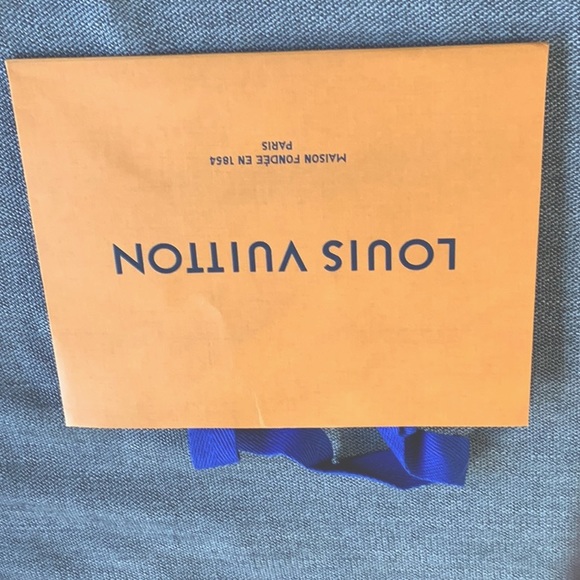 LOUIS VUITTON
MAISON FONDÉE EN 1854
PARIS